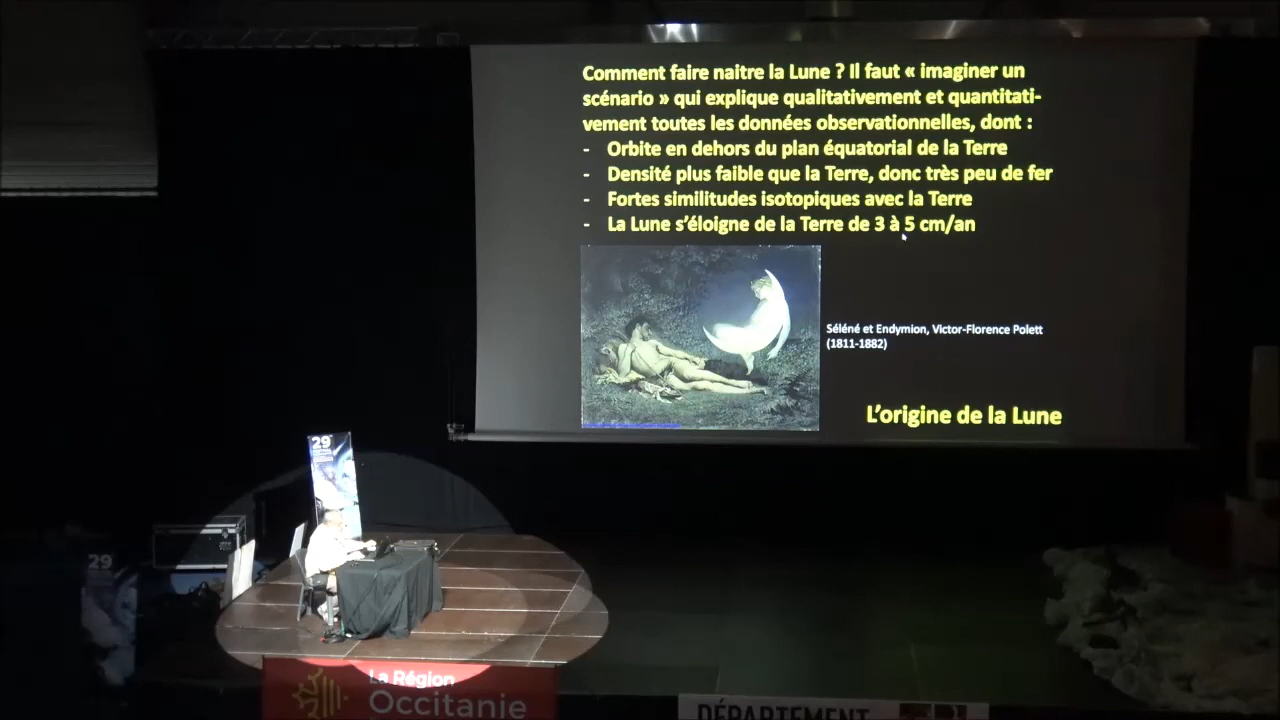 Comment faire naitre la Lune ? Il faut « imaginer un
scénario » qui explique qualitativement et quantitati-
vement toutes les données observationnelles, dont :
- Orbite en dehors du plan équatorial de la Terre
- Densité plus faible que la Terre, donc très peu de fer
- Fortes similitudes isotopiques avec la Terre
- La Lune s'éloigne de la Terre de 3 à 5 cm/an
Séléné et Endymion, Victor-Florence Polett
(1811-1882)
L'origine de la Lune
29
29
La Région
Occitanie
DÉPARTEMENT